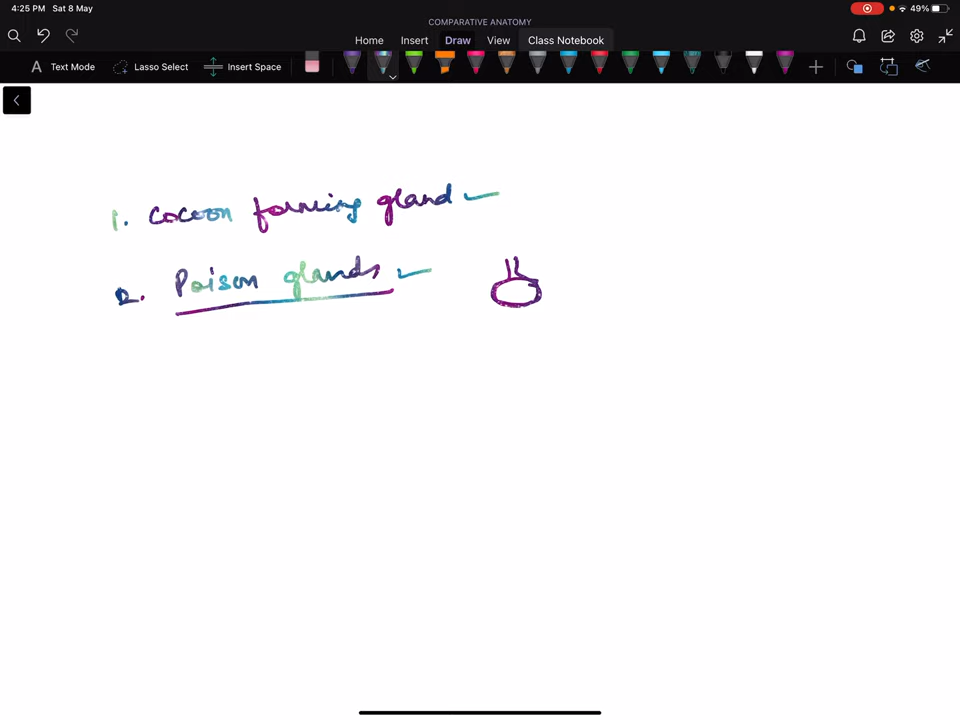 4:25 PM Sat 8 May
49%
COMPARATIVE ANATOMY
Home Insert Draw View Class Notebook
A Text Mode Lasso Select Insert Space
1. Cocoon forming gland
2. Poison glands